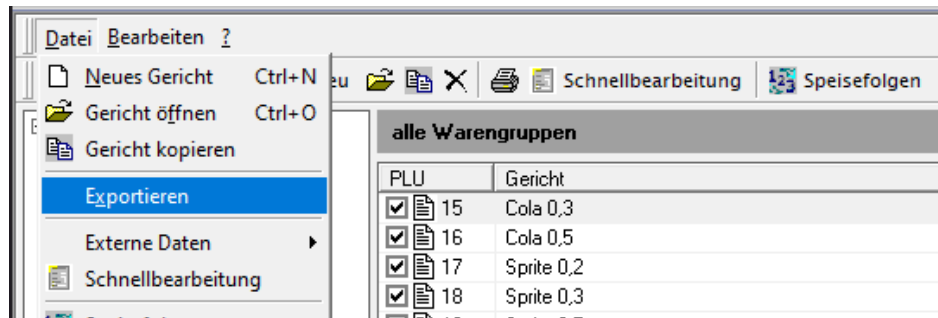 Datei Bearbeiten ?
Neues Gericht Ctrl+N
Gericht öffnen Ctrl+O
Gericht kopieren
Exportieren
Externe Daten
Schnellbearbeitung
Schnellbearbeitung Speisefolgen
alle Warengruppen
PLU Gericht
15 Cola 0,3
16 Cola 0,5
17 Sprite 0,2
18 Sprite 0,3